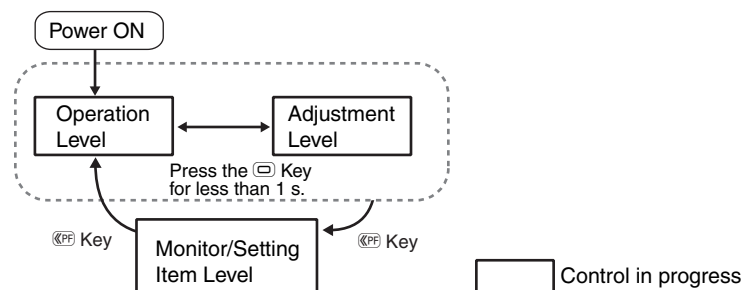 Power ON
Operation
Level
Adjustment
Level
Press the Key
for less than 1 s.
PF Key
PF Key
Monitor/Setting
Item Level
Control in progress